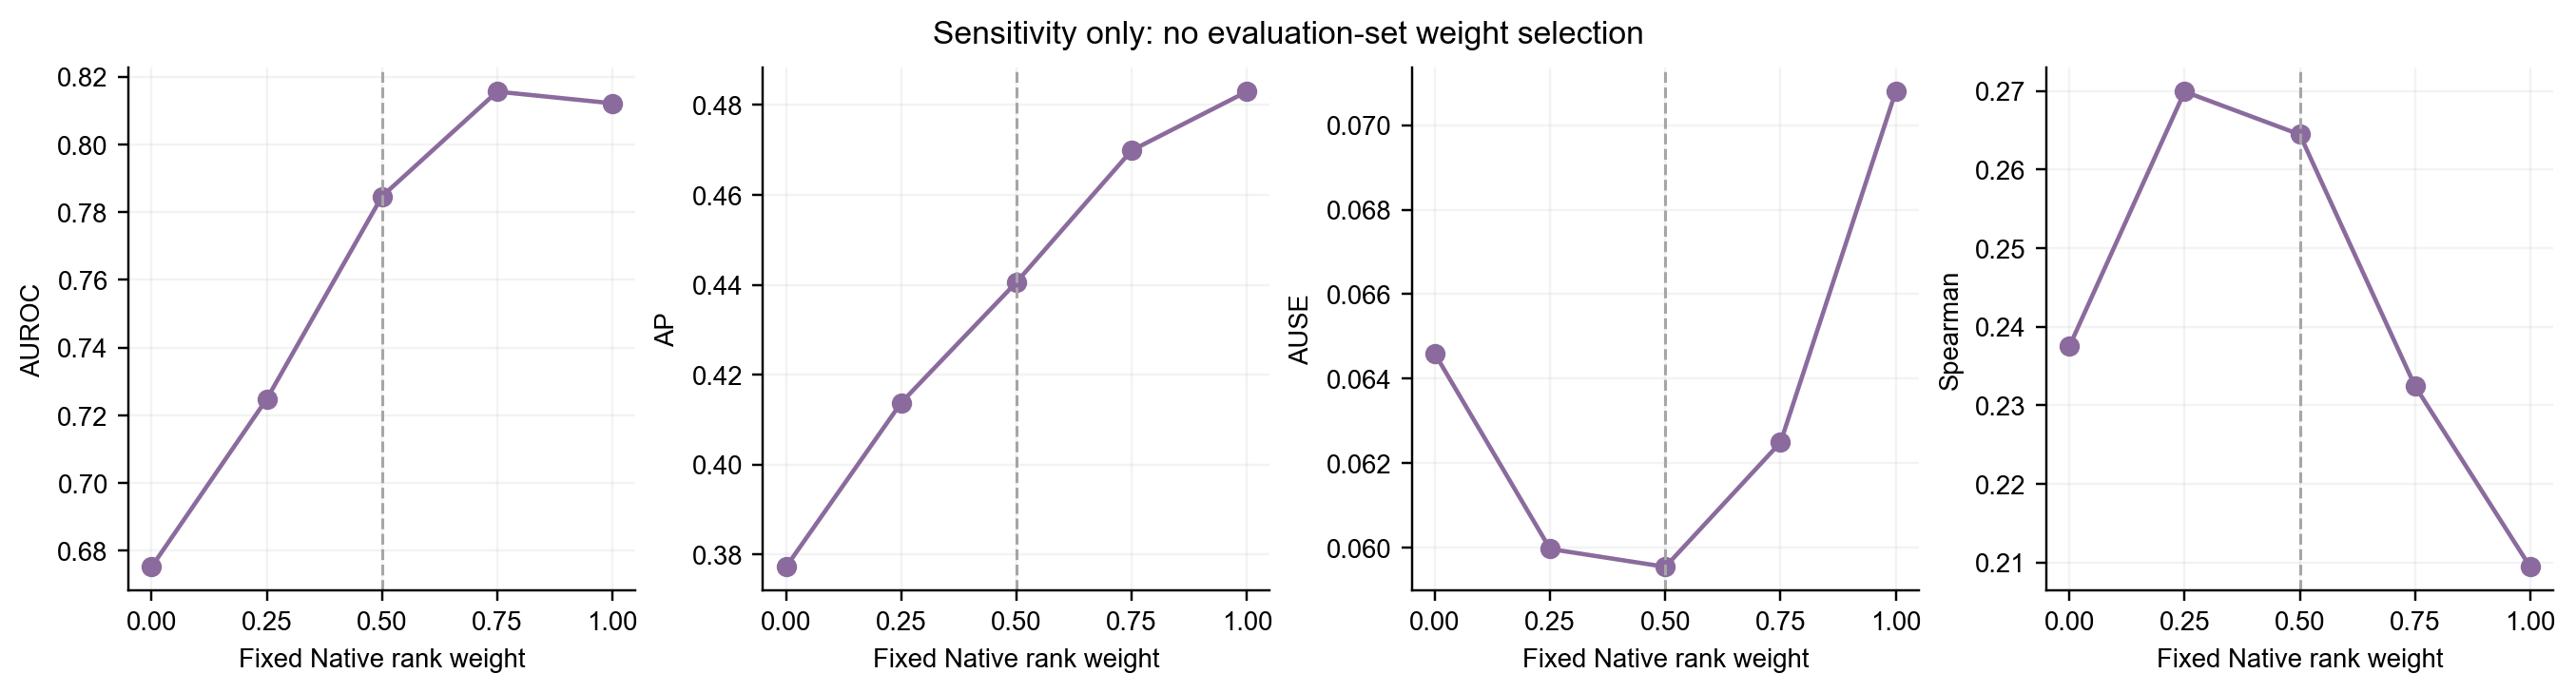 Sensitivity only: no evaluation-set weight selection
AUROC
0.82
0.80
0.78
0.76
0.74
0.72
0.70
0.68
0.00 0.25 0.50 0.75 1.00
Fixed Native rank weight
AP
0.48
0.46
0.44
0.42
0.40
0.38
0.00 0.25 0.50 0.75 1.00
Fixed Native rank weight
AUSE
0.070
0.068
0.066
0.064
0.062
0.060
0.00 0.25 0.50 0.75 1.00
Fixed Native rank weight
Spearman
0.27
0.26
0.25
0.24
0.23
0.22
0.21
0.00 0.25 0.50 0.75 1.00
Fixed Native rank weight